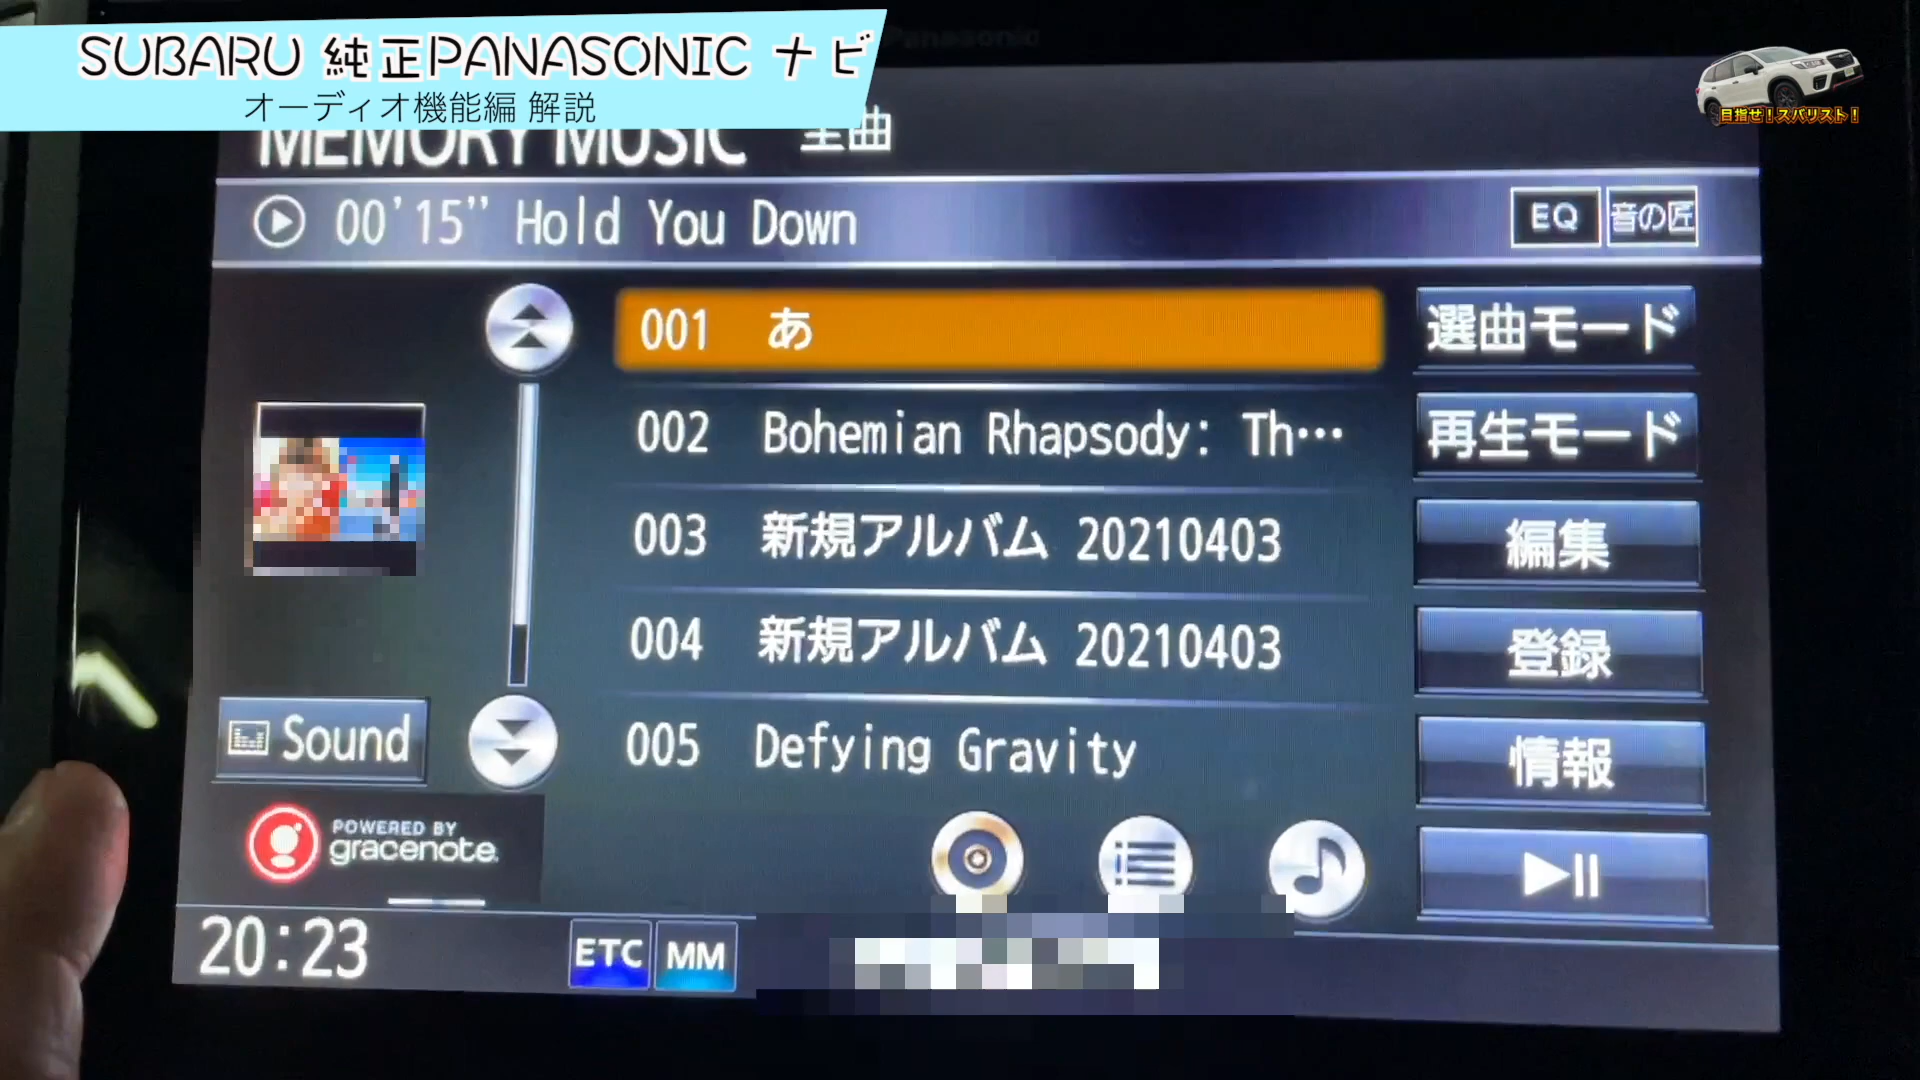 SUBARU 純正PANASONIC ナビ
オーディオ機能編 解説
Panasonic
目指せ!スバリスト!
MEMORY MUSIC 全曲
00'15" Hold You Down
EQ
音の匠
001 あ
選曲モード
002 Bohemian Rhapsody: Th…
再生モード
003 新規アルバム 20210403
編集
004 新規アルバム 20210403
登録
Sound
005 Defying Gravity
情報
POWERED BY
gracenote.
20:23
ETC
MM